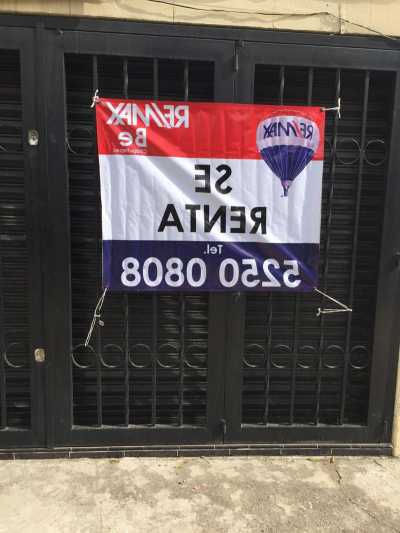 RE/MAX
Be
RE/MAX
SE
RENTA
Tel.
5250 0808